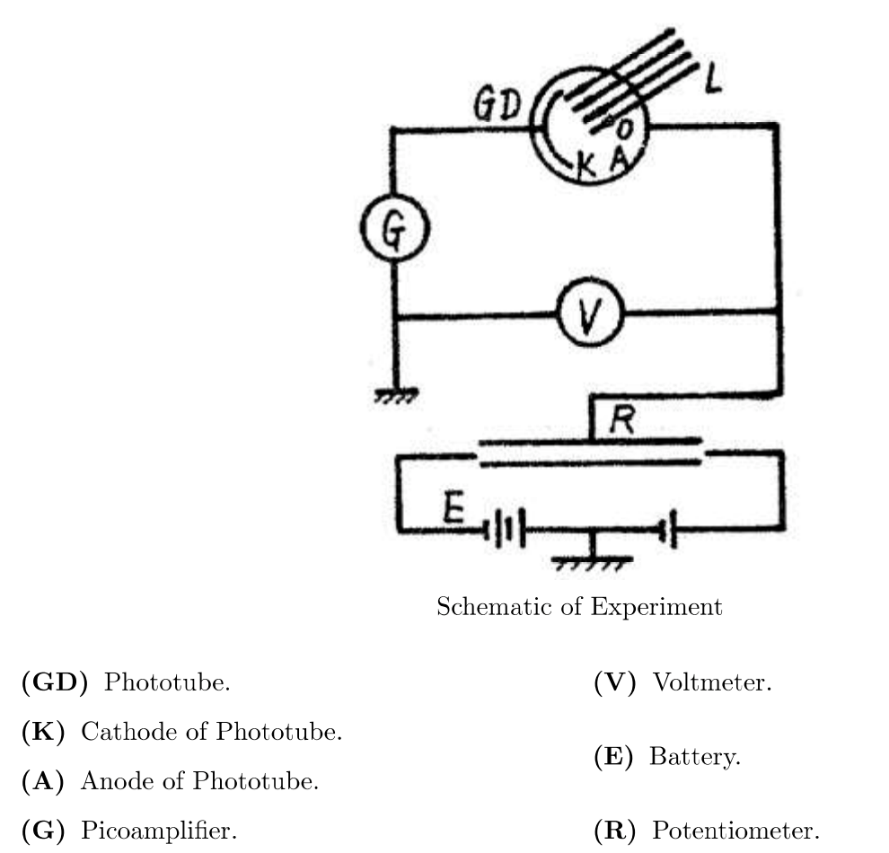 L
GD
O
K A
G
V
R
E
Schematic of Experiment
(GD) Phototube.
(K) Cathode of Phototube.
(A) Anode of Phototube.
(G) Picoamplifier.
(V) Voltmeter.
(E) Battery.
(R) Potentiometer.